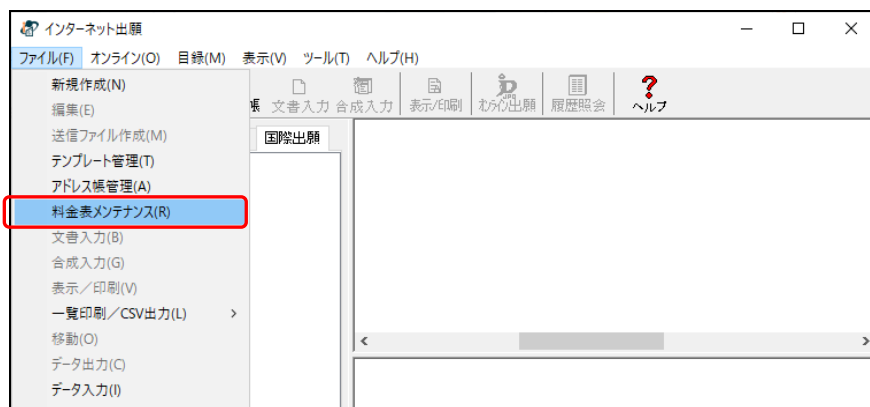 インターネット出願
ファイル(F) オンライン(O) 目録(M) 表示(V) ツール(T) ヘルプ(H)
新規作成(N)
編集(E)
送信ファイル作成(M)
テンプレート管理(T)
アドレス帳管理(A)
料金表メンテナンス(R)
文書入力(B)
合成入力(G)
表示／印刷(V)
一覧印刷／CSV出力(L)
移動(O)
データ出力(C)
データ入力(I)
帳 文書入力 合成入力 表示/印刷 オンライン出願 履歴照会 ヘルプ
国際出願